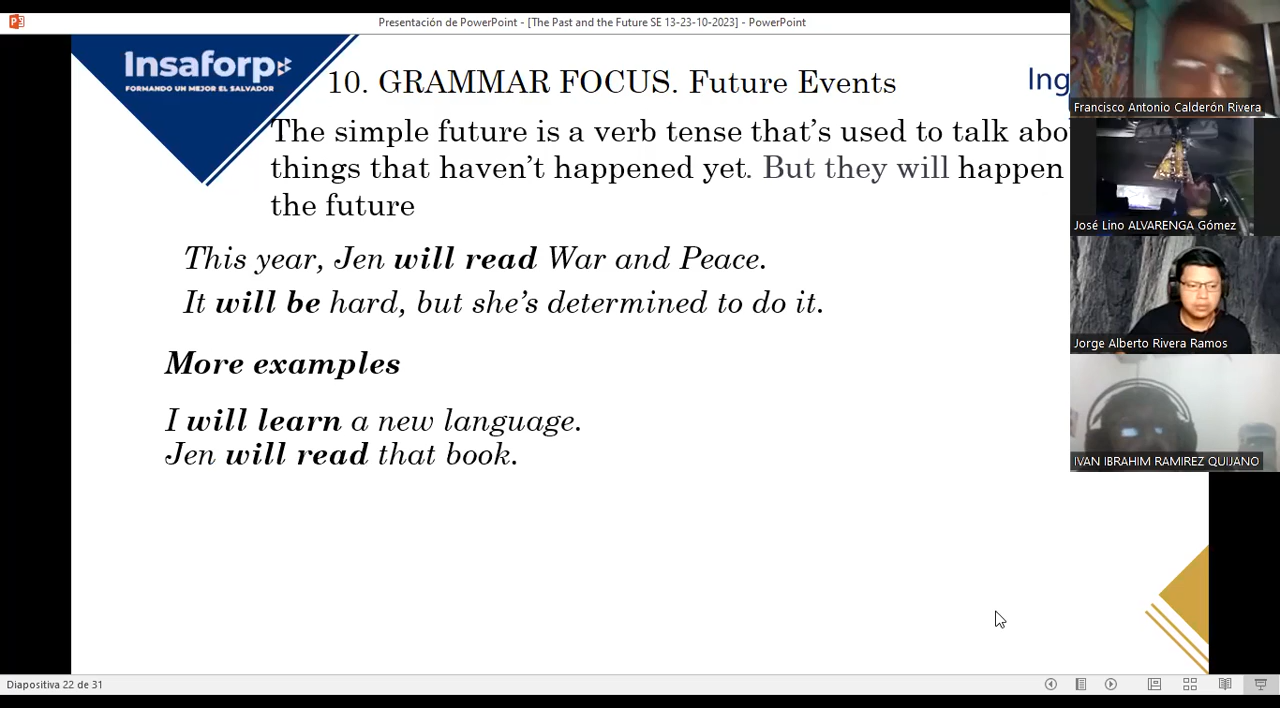 Presentación de PowerPoint - [The Past and the Future SE 13-23-10-2023] - PowerPoint
Insaforp
FORMANDO UN MEJOR EL SALVADOR
10. GRAMMAR FOCUS. Future Events
Ing
The simple future is a verb tense that's used to talk abo
things that haven't happened yet. But they will happen
the future
This year, Jen will read War and Peace.
It will be hard, but she's determined to do it.
More examples
I will learn a new language.
Jen will read that book.
Francisco Antonio Calderón Rivera
José Lino ALVARENGA Gómez
Jorge Alberto Rivera Ramos
IVAN IBRAHIM RAMIREZ QUIJANO
Diapositiva 22 de 31